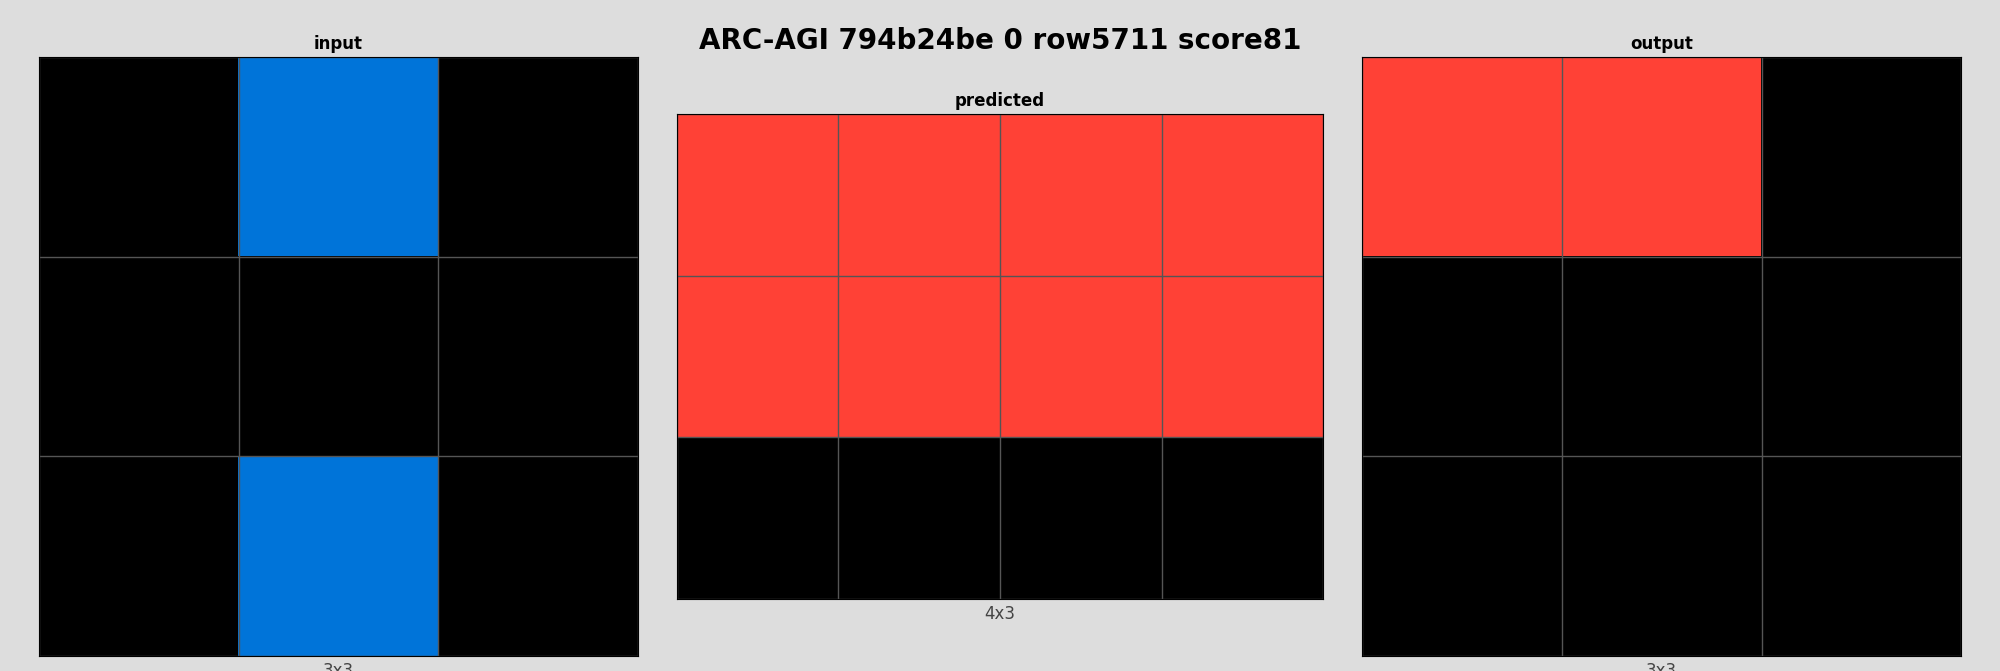 ARC-AGI 794b24be 0 row5711 score81
input
predicted
output
4x3
3x3
3x3